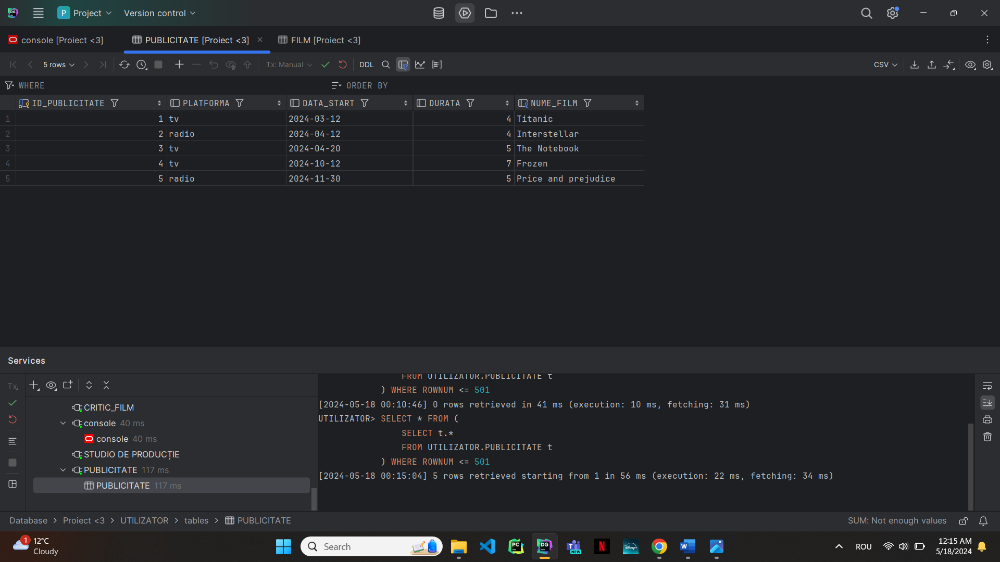 P Project Version control
console [Proiect <3] PUBLICITATE [Proiect <3] FILM [Proiect <3]
5 rows Tx: Manual DDL CSV
WHERE ORDER BY
ID_PUBLICITATE PLATFORMA DATA_START DURATA NUME_FILM
1 1 tv 2024-03-12 4 Titanic
2 2 radio 2024-04-12 4 Interstellar
3 3 tv 2024-04-20 5 The Notebook
4 4 tv 2024-10-12 7 Frozen
5 5 radio 2024-11-30 5 Price and prejudice
Services
Tx
CRITIC_FILM
console 40 ms
console 40 ms
STUDIO DE PRODUCȚIE
PUBLICITATE 117 ms
PUBLICITATE 117 ms
FROM UTILIZATOR.PUBLICITATE t
) WHERE ROWNUM <= 501
[2024-05-18 00:10:46] 0 rows retrieved in 41 ms (execution: 10 ms, fetching: 31 ms)
UTILIZATOR> SELECT * FROM (
SELECT t.*
FROM UTILIZATOR.PUBLICITATE t
) WHERE ROWNUM <= 501
[2024-05-18 00:15:04] 5 rows retrieved starting from 1 in 56 ms (execution: 22 ms, fetching: 34 ms)
Database > Proiect <3 > UTILIZATOR > tables > PUBLICITATE SUM: Not enough values
1 12°C
Cloudy
Search
PC
DG
NEW
N
Disney+
W
ROU
12:15 AM
5/18/2024